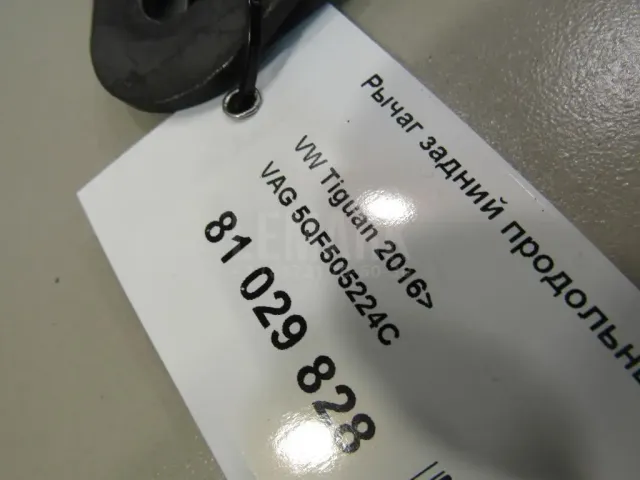 Рычаг задний продольны
VW Tiguan 2016>
VAG 5QF505224C
81 029 828